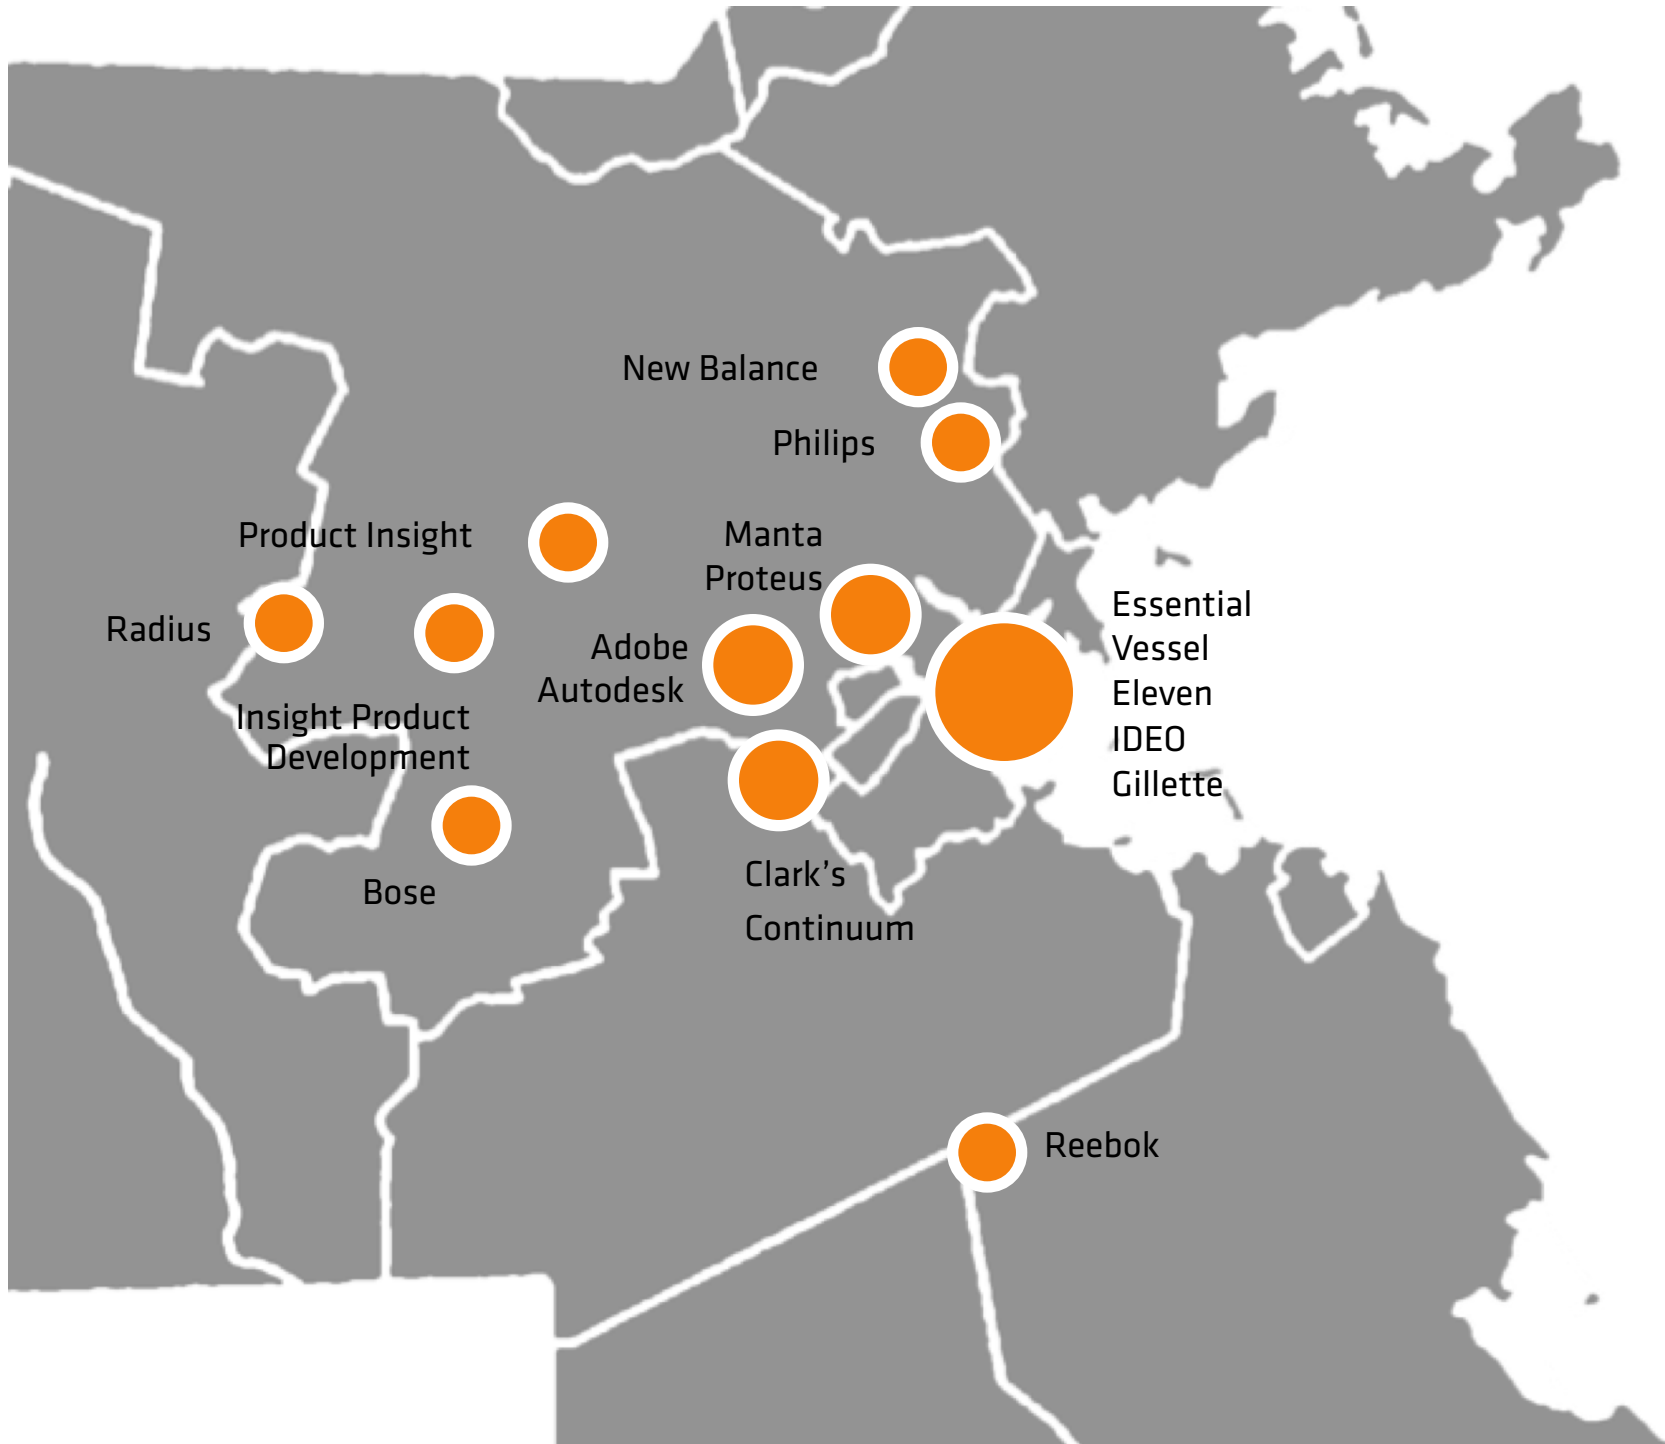 New Balance
Philips
Product Insight
Manta
Proteus
Radius
Adobe
Autodesk
Essential
Vessel
Eleven
IDEO
Gillette
Insight Product
Development
Bose
Clark’s
Continuum
Reebok